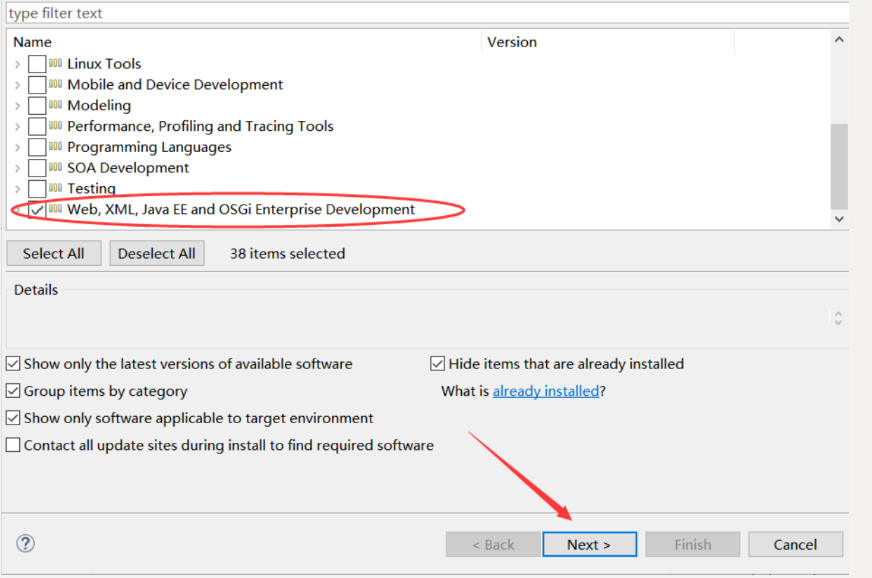 type filter text
Name Version
Linux Tools
Mobile and Device Development
Modeling
Performance, Profiling and Tracing Tools
Programming Languages
SOA Development
Testing
Web, XML, Java EE and OSGi Enterprise Development
Select All Deselect All 38 items selected
Details
Show only the latest versions of available software Hide items that are already installed
Group items by category What is already installed?
Show only software applicable to target environment
Contact all update sites during install to find required software
? < Back Next > Finish Cancel